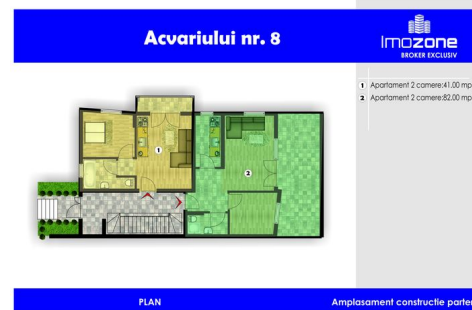 Acvariului nr. 8
Imozone
BROKER EXCLUSIV
1 Apartament 2 camere:41.00 mp
2 Apartament 2 camere:82.00 mp
1
2
PLAN
Amplasament constructie parter